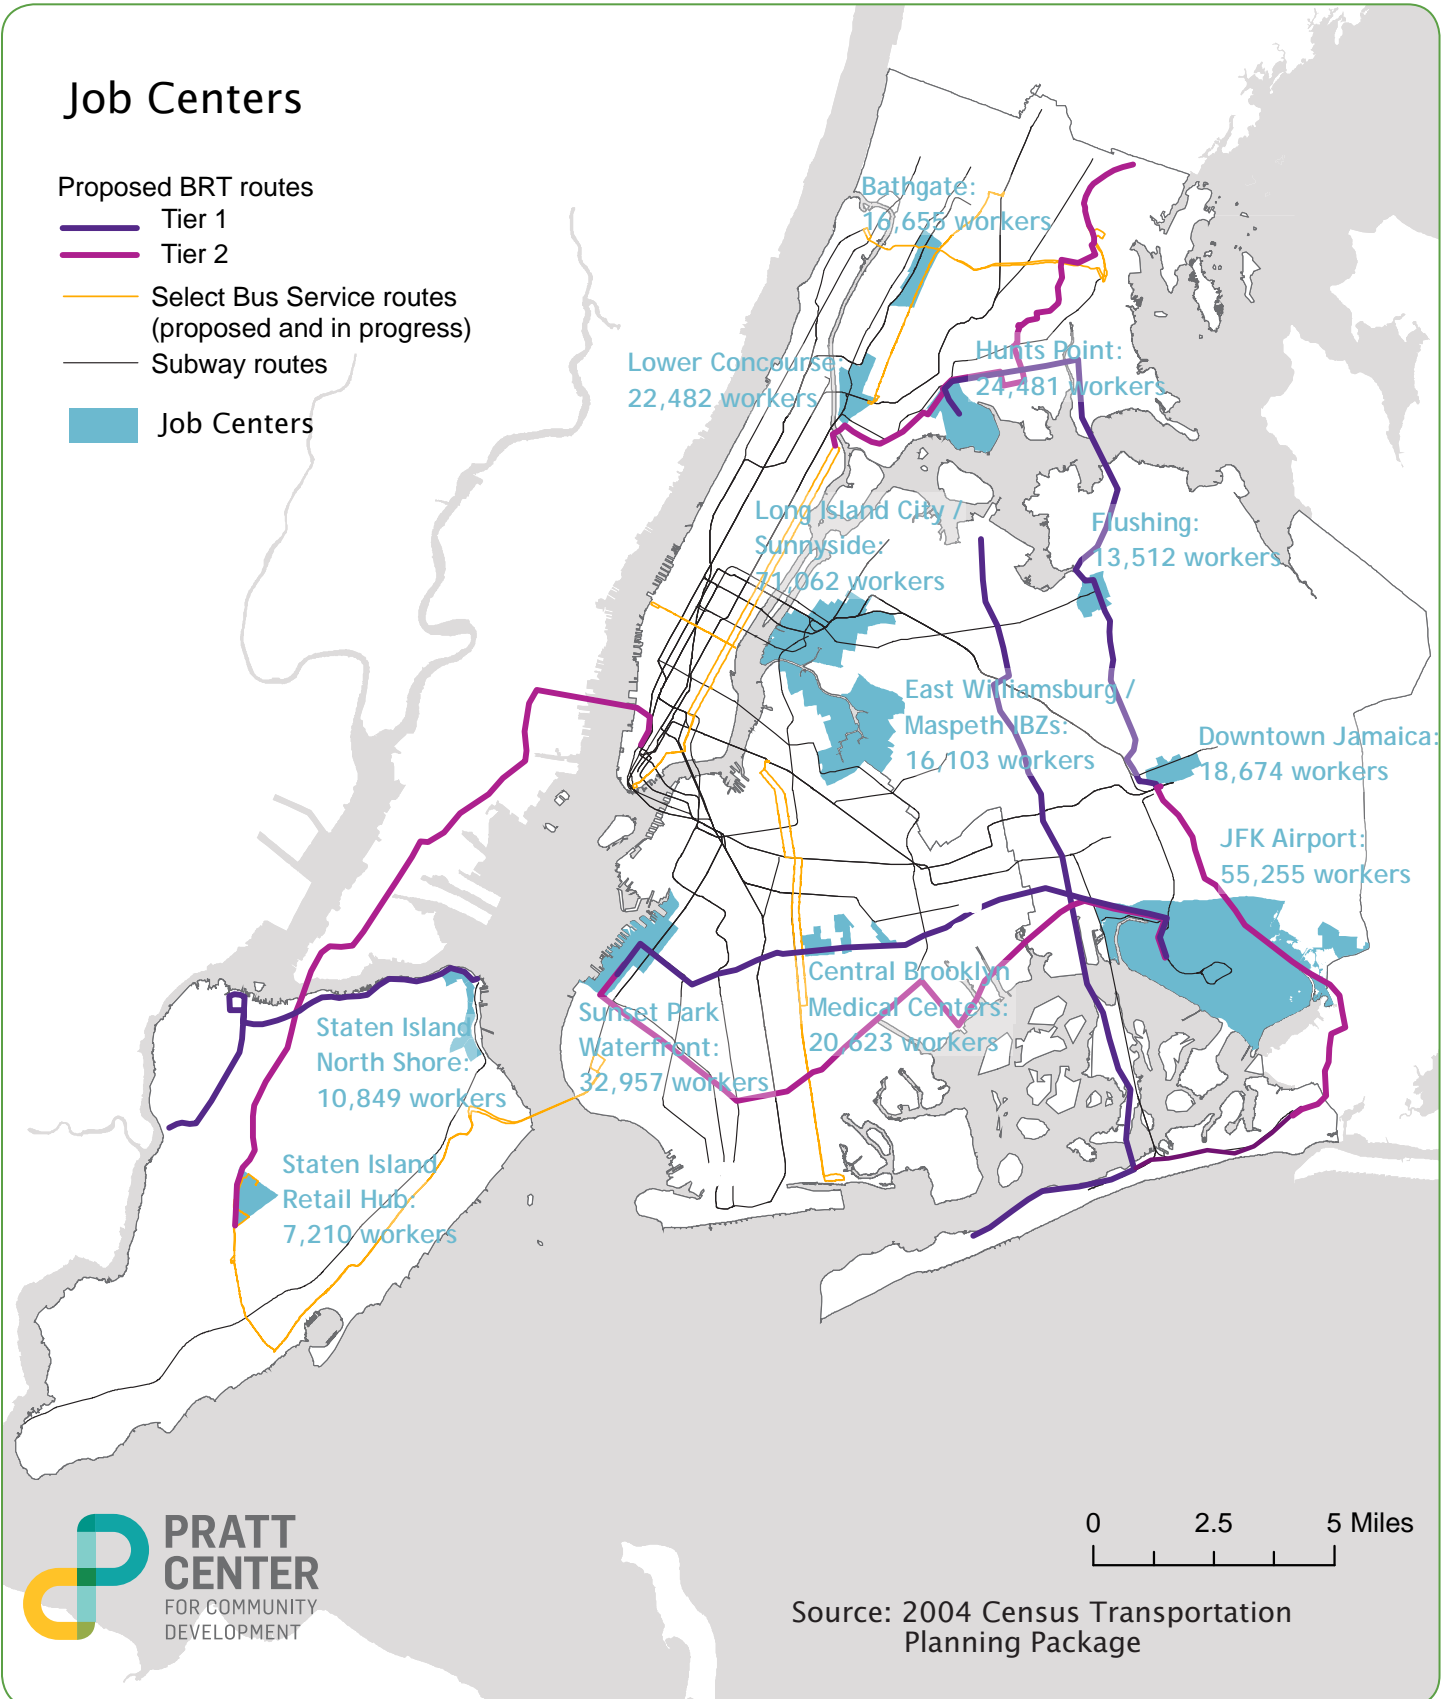 Job Centers
Proposed BRT routes
Tier 1
Tier 2
Select Bus Service routes
(proposed and in progress)
Subway routes
Job Centers
Bathgate:
16,655 workers
Lower Concourse:
22,482 workers
Hunts Point:
24,481 workers
Long Island City /
Sunnyside:
71,062 workers
Flushing:
13,512 workers
East Williamsburg /
Maspeth IBZs:
16,103 workers
Downtown Jamaica:
18,674 workers
JFK Airport:
55,255 workers
Central Brooklyn
Medical Centers:
20,623 workers
Sunset Park
Waterfront:
32,957 workers
Staten Island
North Shore:
10,849 workers
Staten Island
Retail Hub:
7,210 workers
PRATT
CENTER
FOR COMMUNITY
DEVELOPMENT
0 2.5 5 Miles
Source: 2004 Census Transportation
Planning Package